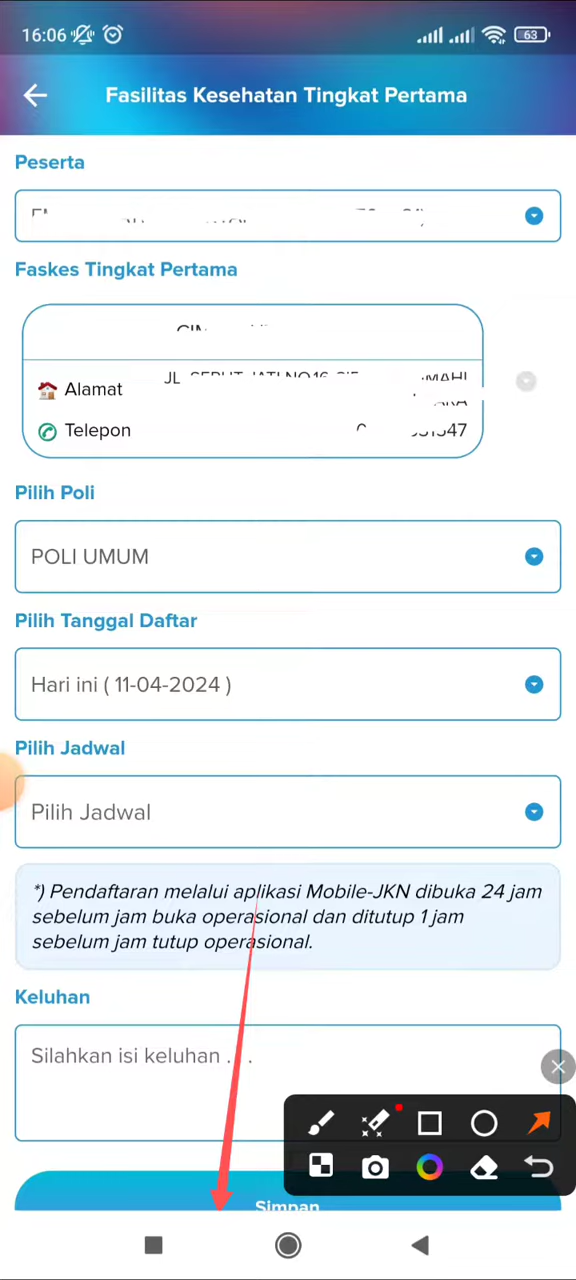 16:06
63
Fasilitas Kesehatan Tingkat Pertama
Peserta
Faskes Tingkat Pertama
Alamat
JL
Telepon
Pilih Poli
POLI UMUM
Pilih Tanggal Daftar
Hari ini ( 11-04-2024 )
Pilih Jadwal
Pilih Jadwal
*) Pendaftaran melalui aplikasi Mobile-JKN dibuka 24 jam
sebelum jam buka operasional dan ditutup 1 jam
sebelum jam tutup operasional.
Keluhan
Silahkan isi keluhan . . .
Simpan